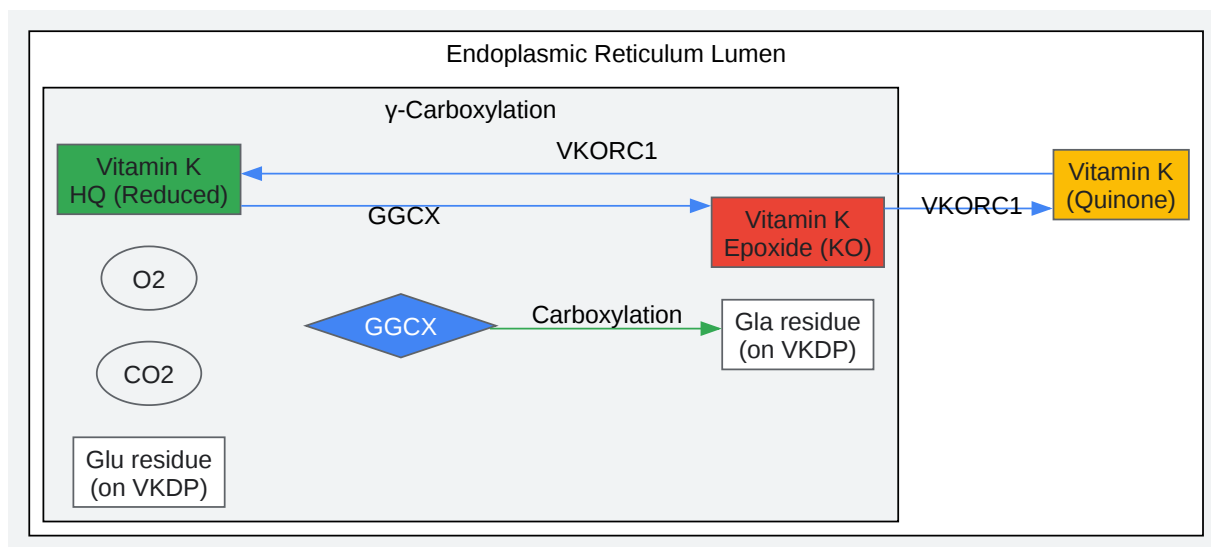 Endoplasmic Reticulum Lumen
γ-Carboxylation
VKORC1
Vitamin K
HQ (Reduced)
Vitamin K
(Quinone)
GGCX
Vitamin K
Epoxide (KO)
VKORC1
O2
GGCX
Carboxylation
Gla residue
(on VKDP)
CO2
Glu residue
(on VKDP)